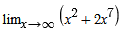 lim_{x→∞} (x² + 2x⁷)